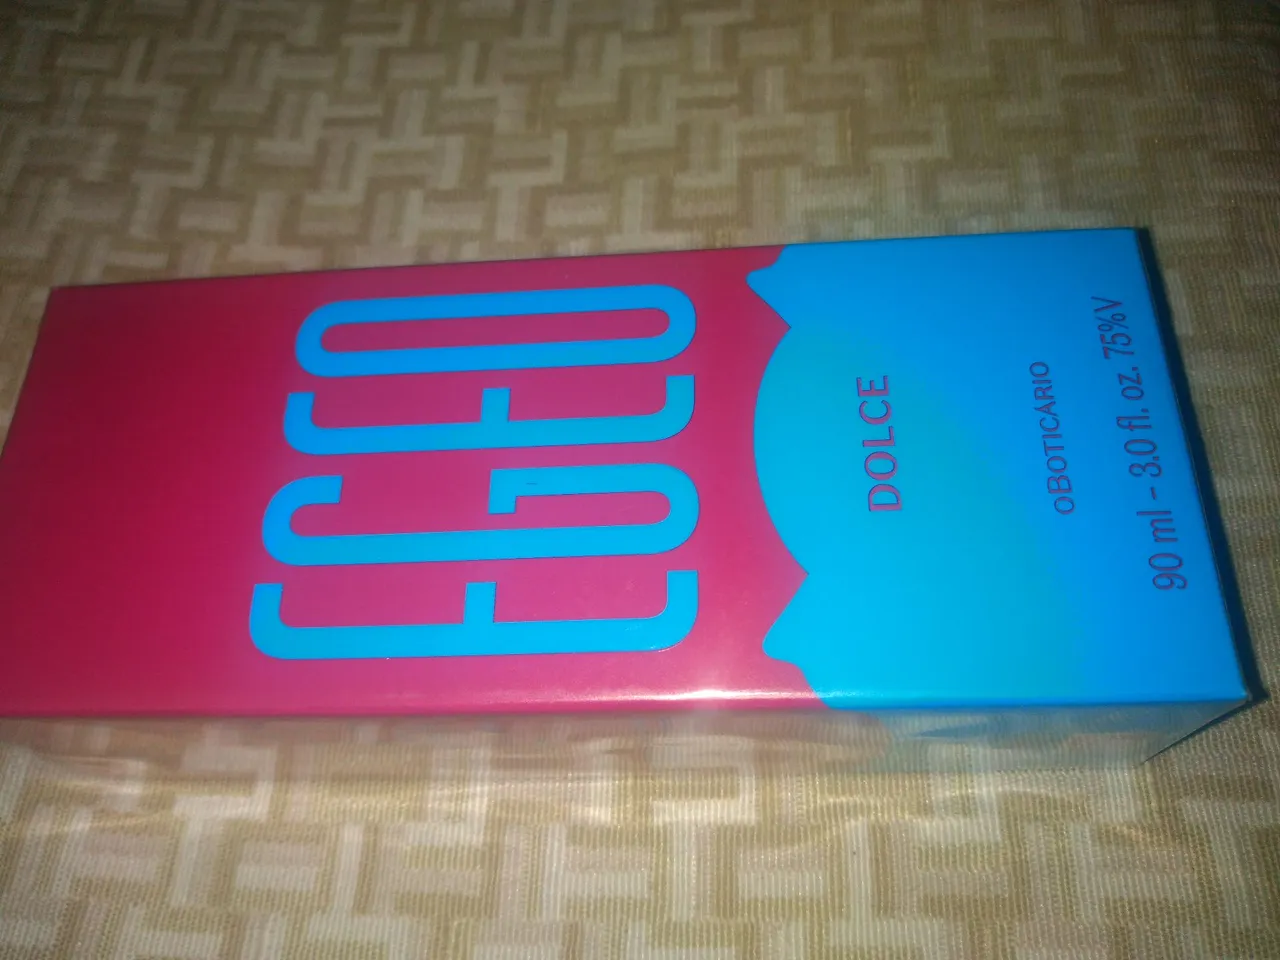 EGEO
DOLCE
OBOTICÁRIO
90 ml - 3.0 fl. oz. 75%V